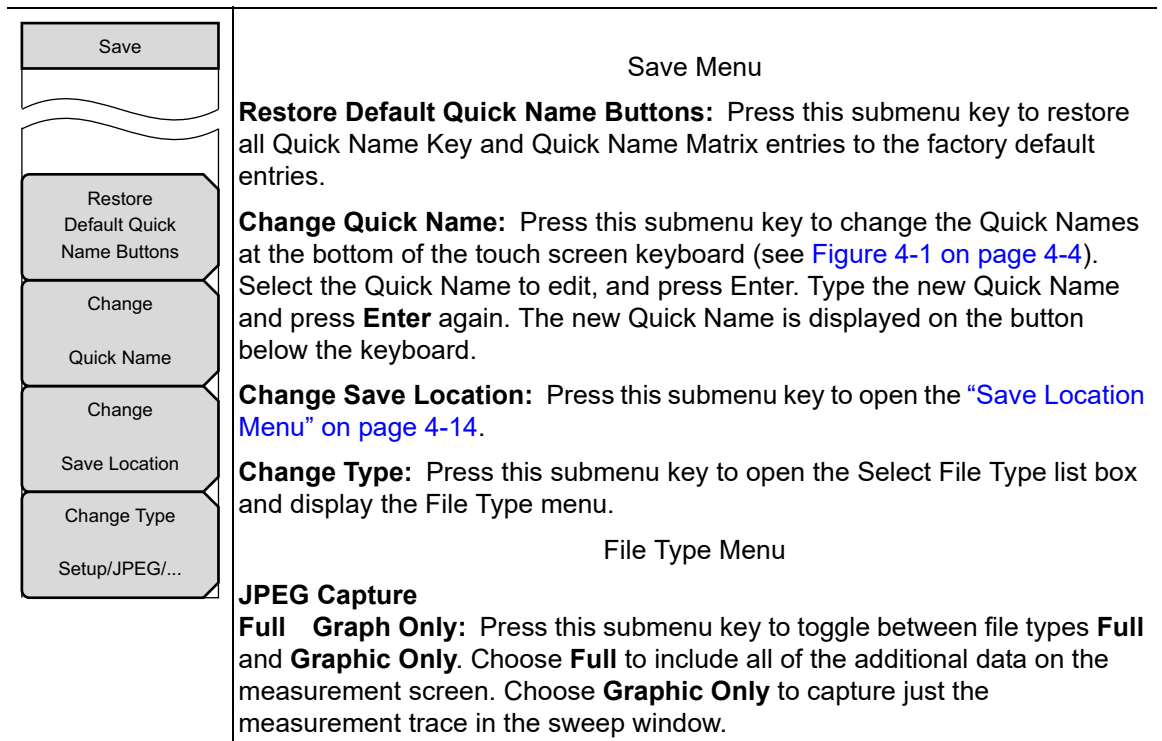 Save
Restore
Default Quick
Name Buttons
Change
Quick Name
Change
Save Location
Change Type
Setup/JPEG/...
Save Menu
Restore Default Quick Name Buttons: Press this submenu key to restore
all Quick Name Key and Quick Name Matrix entries to the factory default
entries.
Change Quick Name: Press this submenu key to change the Quick Names
at the bottom of the touch screen keyboard (see Figure 4-1 on page 4-4).
Select the Quick Name to edit, and press Enter. Type the new Quick Name
and press Enter again. The new Quick Name is displayed on the button
below the keyboard.
Change Save Location: Press this submenu key to open the “Save Location
Menu” on page 4-14.
Change Type: Press this submenu key to open the Select File Type list box
and display the File Type menu.
File Type Menu
JPEG Capture
Full Graph Only: Press this submenu key to toggle between file types Full
and Graphic Only. Choose Full to include all of the additional data on the
measurement screen. Choose Graphic Only to capture just the
measurement trace in the sweep window.